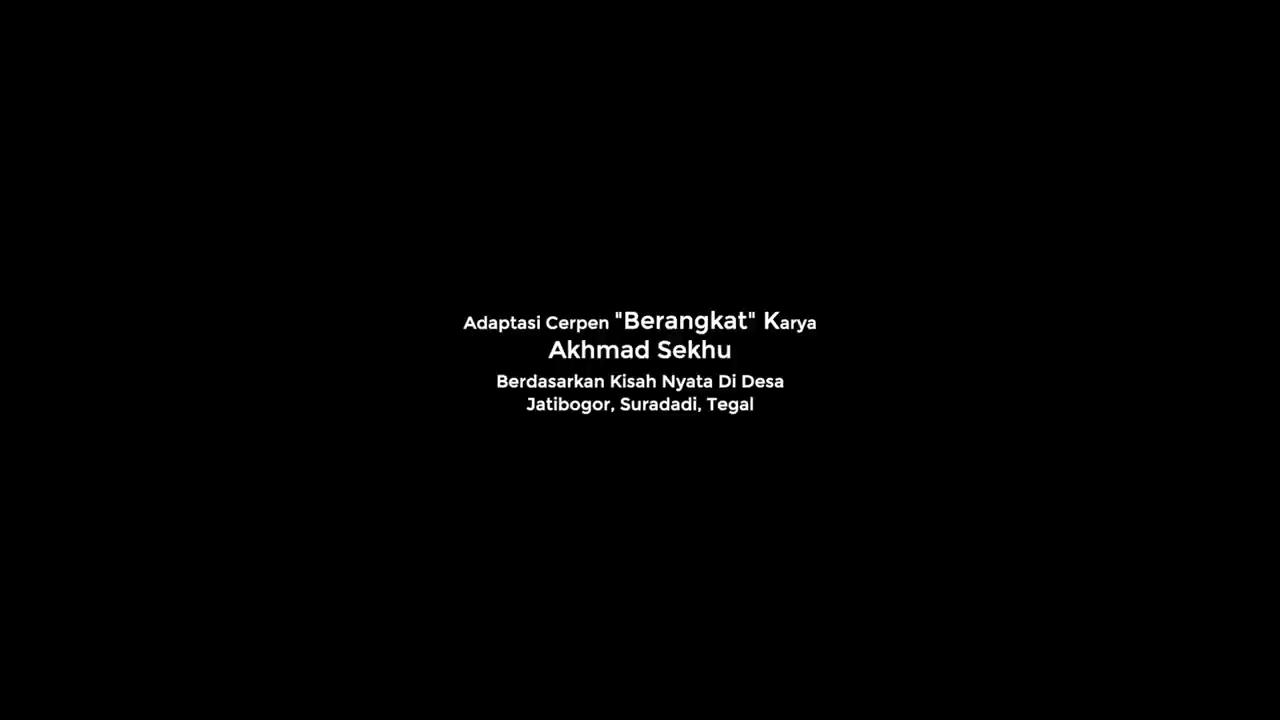 Adaptasi Cerpen "Berangkat" Karya
Akhmad Sekhu
Berdasarkan Kisah Nyata Di Desa
Jatibogor, Suradadi, Tegal